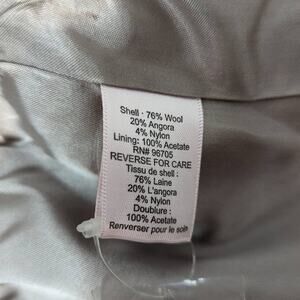 Shell · 76% Wool
20% Angora
4% Nylon
Lining: 100% Acetate
RN# 96705
REVERSE FOR CARE
Tissu de shell :
76% Laine
20% L'angora
4% Nylon
Doublure :
100% Acetate
Renverser pour le soin